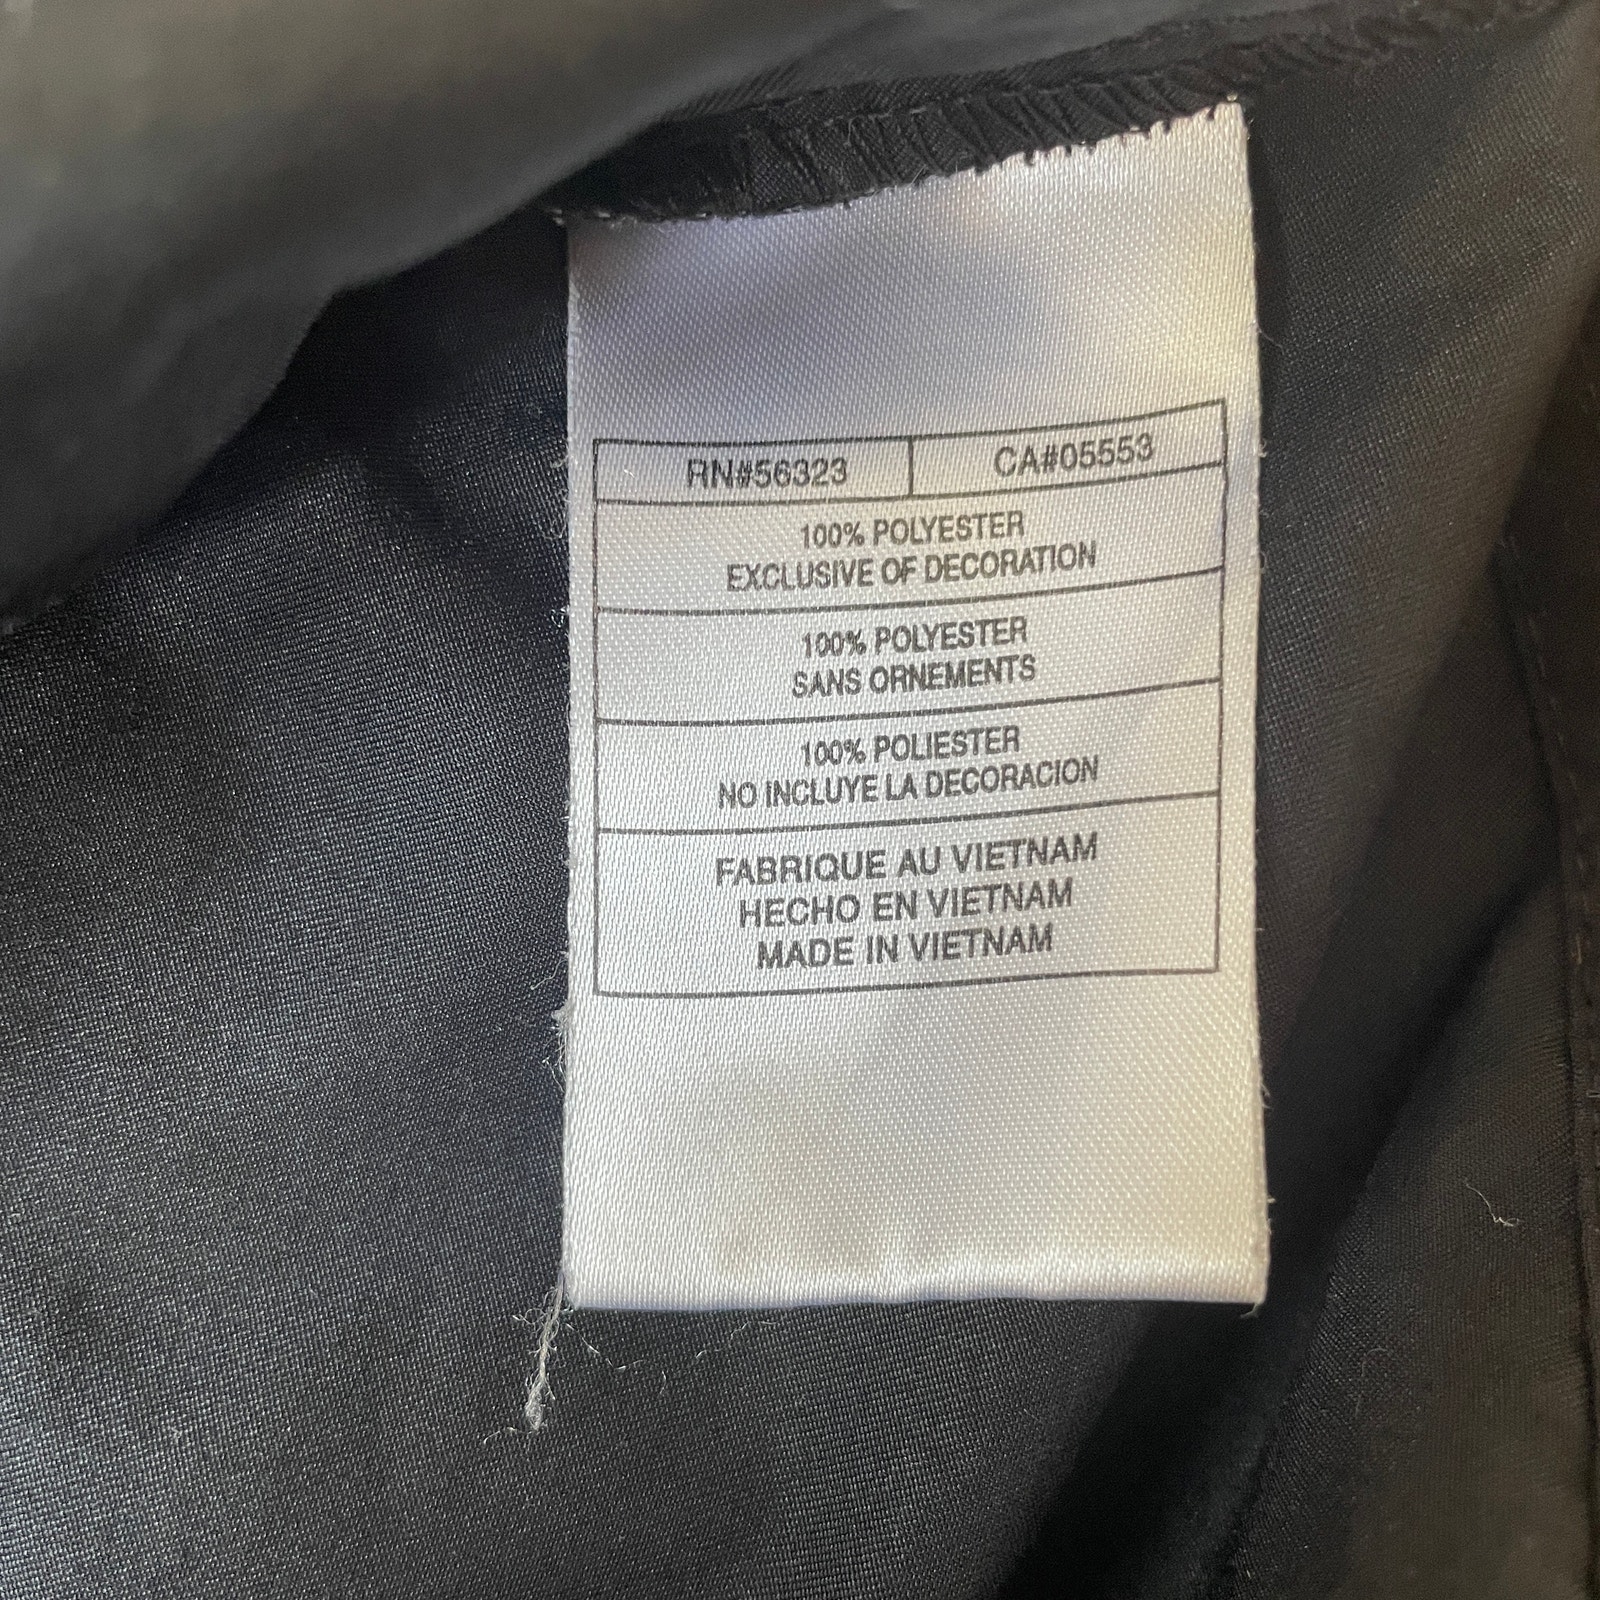 RN#56323 CA#05553
100% POLYESTER
EXCLUSIVE OF DECORATION
100% POLYESTER
SANS ORNEMENTS
100% POLIESTER
NO INCLUYE LA DECORACION
FABRIQUE AU VIETNAM
HECHO EN VIETNAM
MADE IN VIETNAM